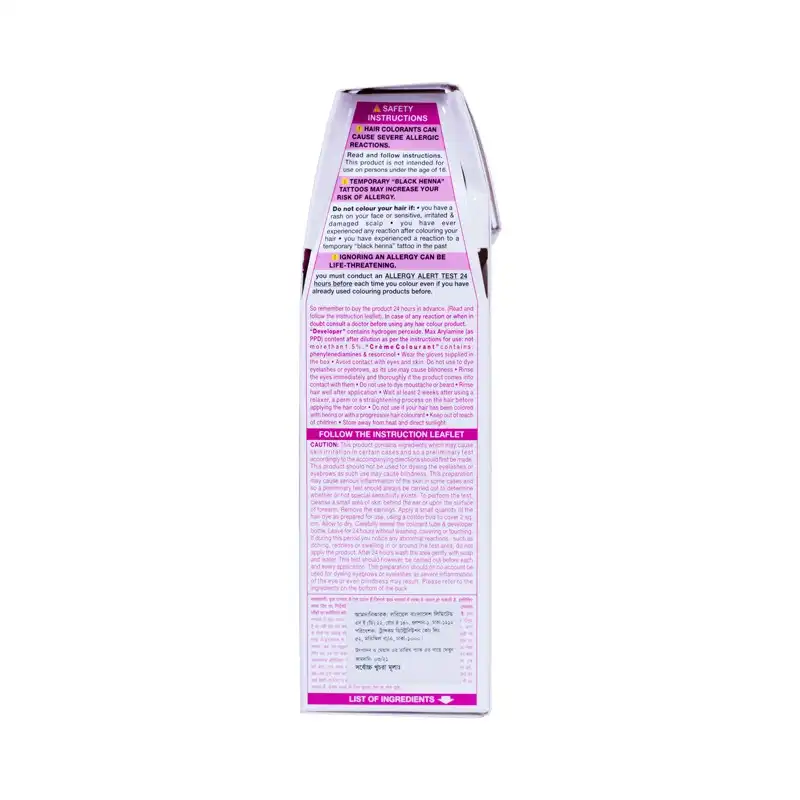 SAFETY
INSTRUCTIONS
HAIR COLORANTS CAN
CAUSE SEVERE ALLERGIC
REACTIONS.
Read and follow instructions.
This product is not intended for
use on persons under the age of 16.
TEMPORARY "BLACK HENNA"
TATTOOS MAY INCREASE YOUR
RISK OF ALLERGY.
Do not colour your hair if: • you have a
rash on your face or sensitive, irritated &
damaged scalp • you have ever
experienced any reaction after colouring your
hair • you have experienced a reaction to a
temporary "black henna" tattoo in the past
IGNORING AN ALLERGY CAN BE
LIFE-THREATENING.
you must conduct an ALLERGY ALERT TEST 24
hours before each time you colour even if you have
already used colouring products before.
So remember to buy the product 24 hours in advance. (Read and
follow the instruction leaflet). In case of any reaction or when in
doubt consult a doctor before using any hair colour product.
"Developer" contains hydrogen peroxide. Max Arylamine (as
PPD) content after dilution as per the instructions for use: not
more than 1.5%. "Crème Colourant" contains:
phenylenediamines & resorcinol • Wear the gloves supplied in
the box • Avoid contact with eyes and skin. Do not use to dye
eyelashes or eyebrows, as its use may cause blindness • Rinse
the eyes immediately and thoroughly if the product comes into
contact with them • Do not use to dye moustache or beard • Rinse
hair well after application • Wait at least 2 weeks after using a
relaxer, a perm or a straightening process on the hair before
applying the hair color • Do not use if your hair has been colored
with henna or with a progressive hair colourant • Keep out of reach
of children • Store away from heat and direct sunlight
FOLLOW THE INSTRUCTION LEAFLET
CAUTION: This product contains ingredients which may cause
skin irritation in certain cases and so a preliminary test
accordingly to the accompanying directions should first be made.
This product should not be used for dyeing the eyelashes or
eyebrows as such use may cause blindness. This preparation
may cause serious inflammation of the skin in some cases and
so a preliminary test should always be carried out to determine
whether or not special sensitivity exists. To perform the test,
cleanse a small area of skin behind the ear or upon the surface
of forearm. Remove the earrings. Apply a small quantity of the
hair dye as prepared for use, using a cotton bud to cover 2 sq.
cm. Allow to dry. Carefully reseal the colorant tube & developer
bottle. Leave for 24 hours without washing, covering or touching.
If during this period you notice any abnormal reactions - such as
itching, redness or swelling in or around the test area, do not
apply the product. After 24 hours wash the area gently with soap
and water. This test should however, be carried out before each
and every application. This preparation should on no account be
used for dyeing eyebrows or eyelashes as severe inflammation
of the eye or even blindness may result. Please refer to the
ingredients on the bottom of the pack
আমদানিকারক: ম্যারিকো বাংলাদেশ লিমিটেড
উৎপাদন ও মেয়াদ
সর্বোচ্চ খুচরা মূল্যঃ
LIST OF INGREDIENTS